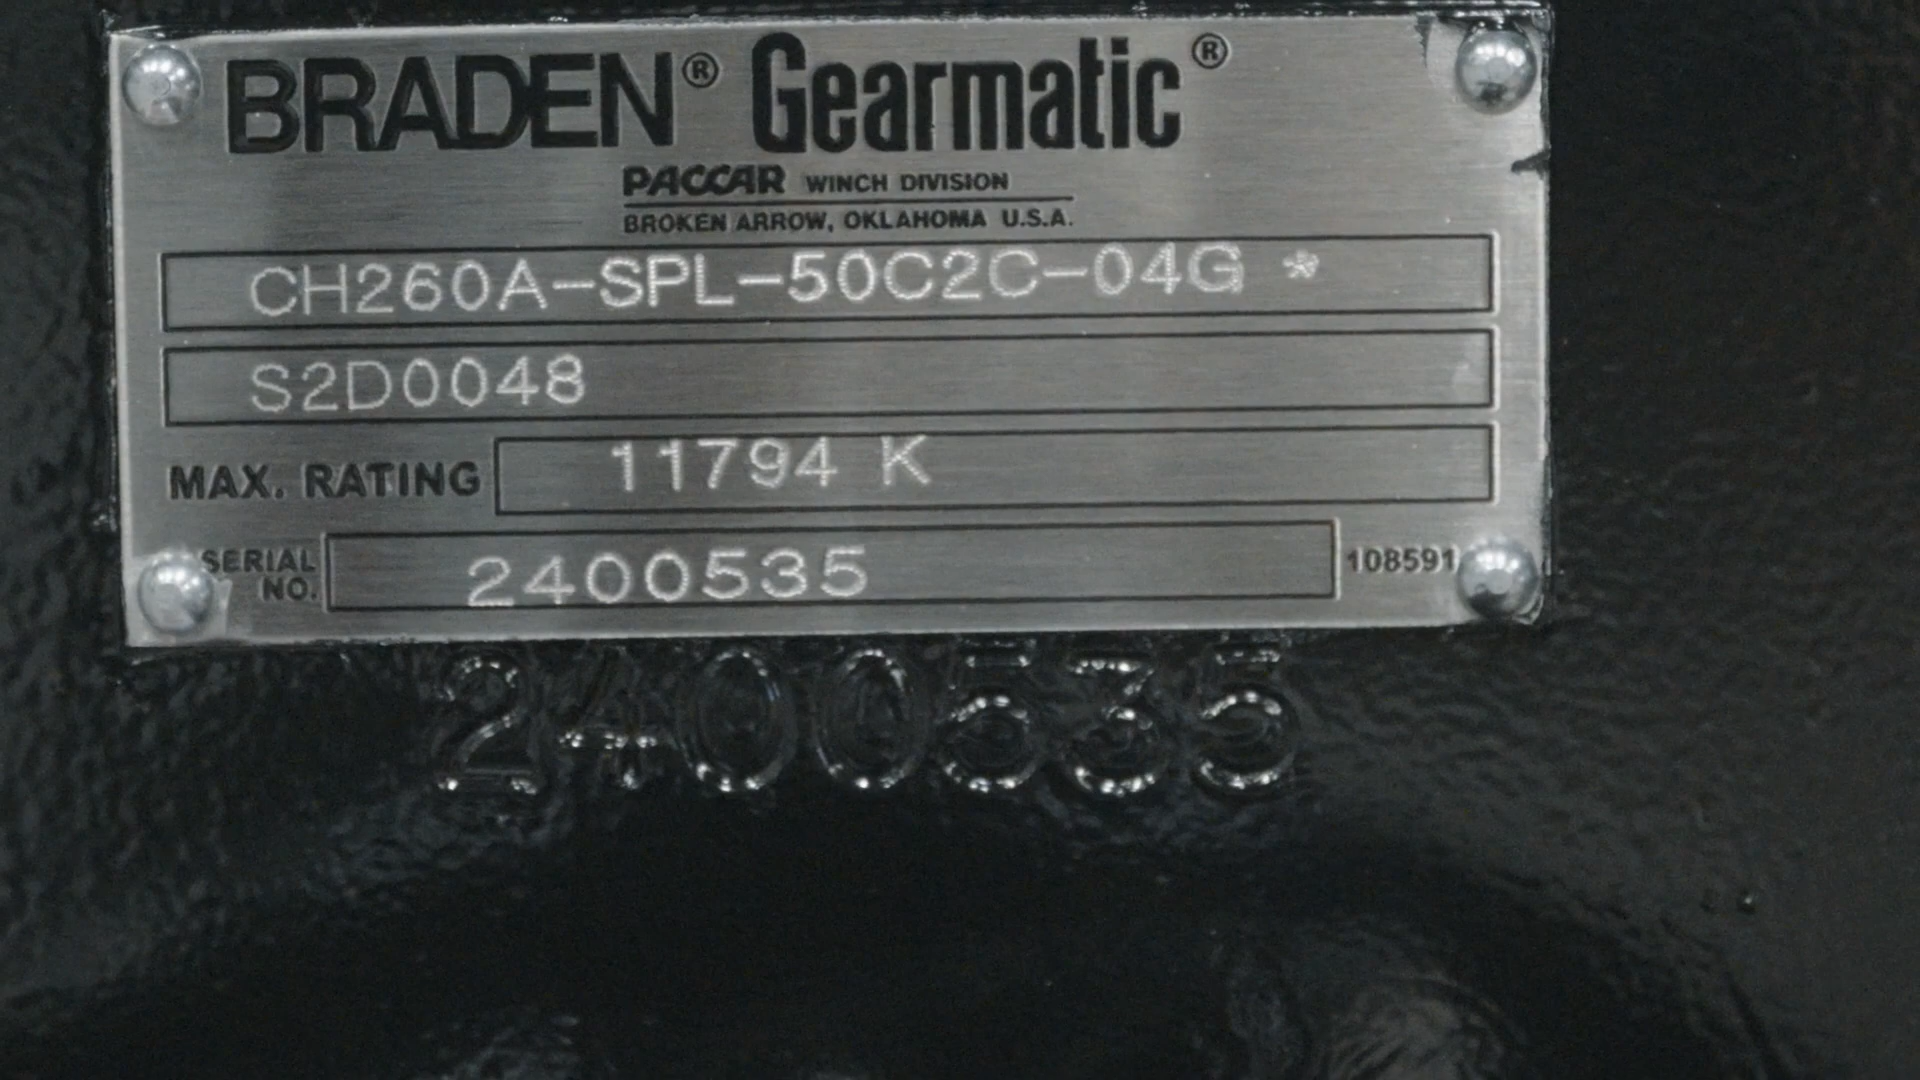 BRADEN® Gearmatic®
PACCAR WINCH DIVISION
BROKEN ARROW, OKLAHOMA U.S.A.
CH260A-SPL-50C2C-04G *
S2D0048
MAX. RATING 11794 K
SERIAL NO. 2400535 108591
2400535